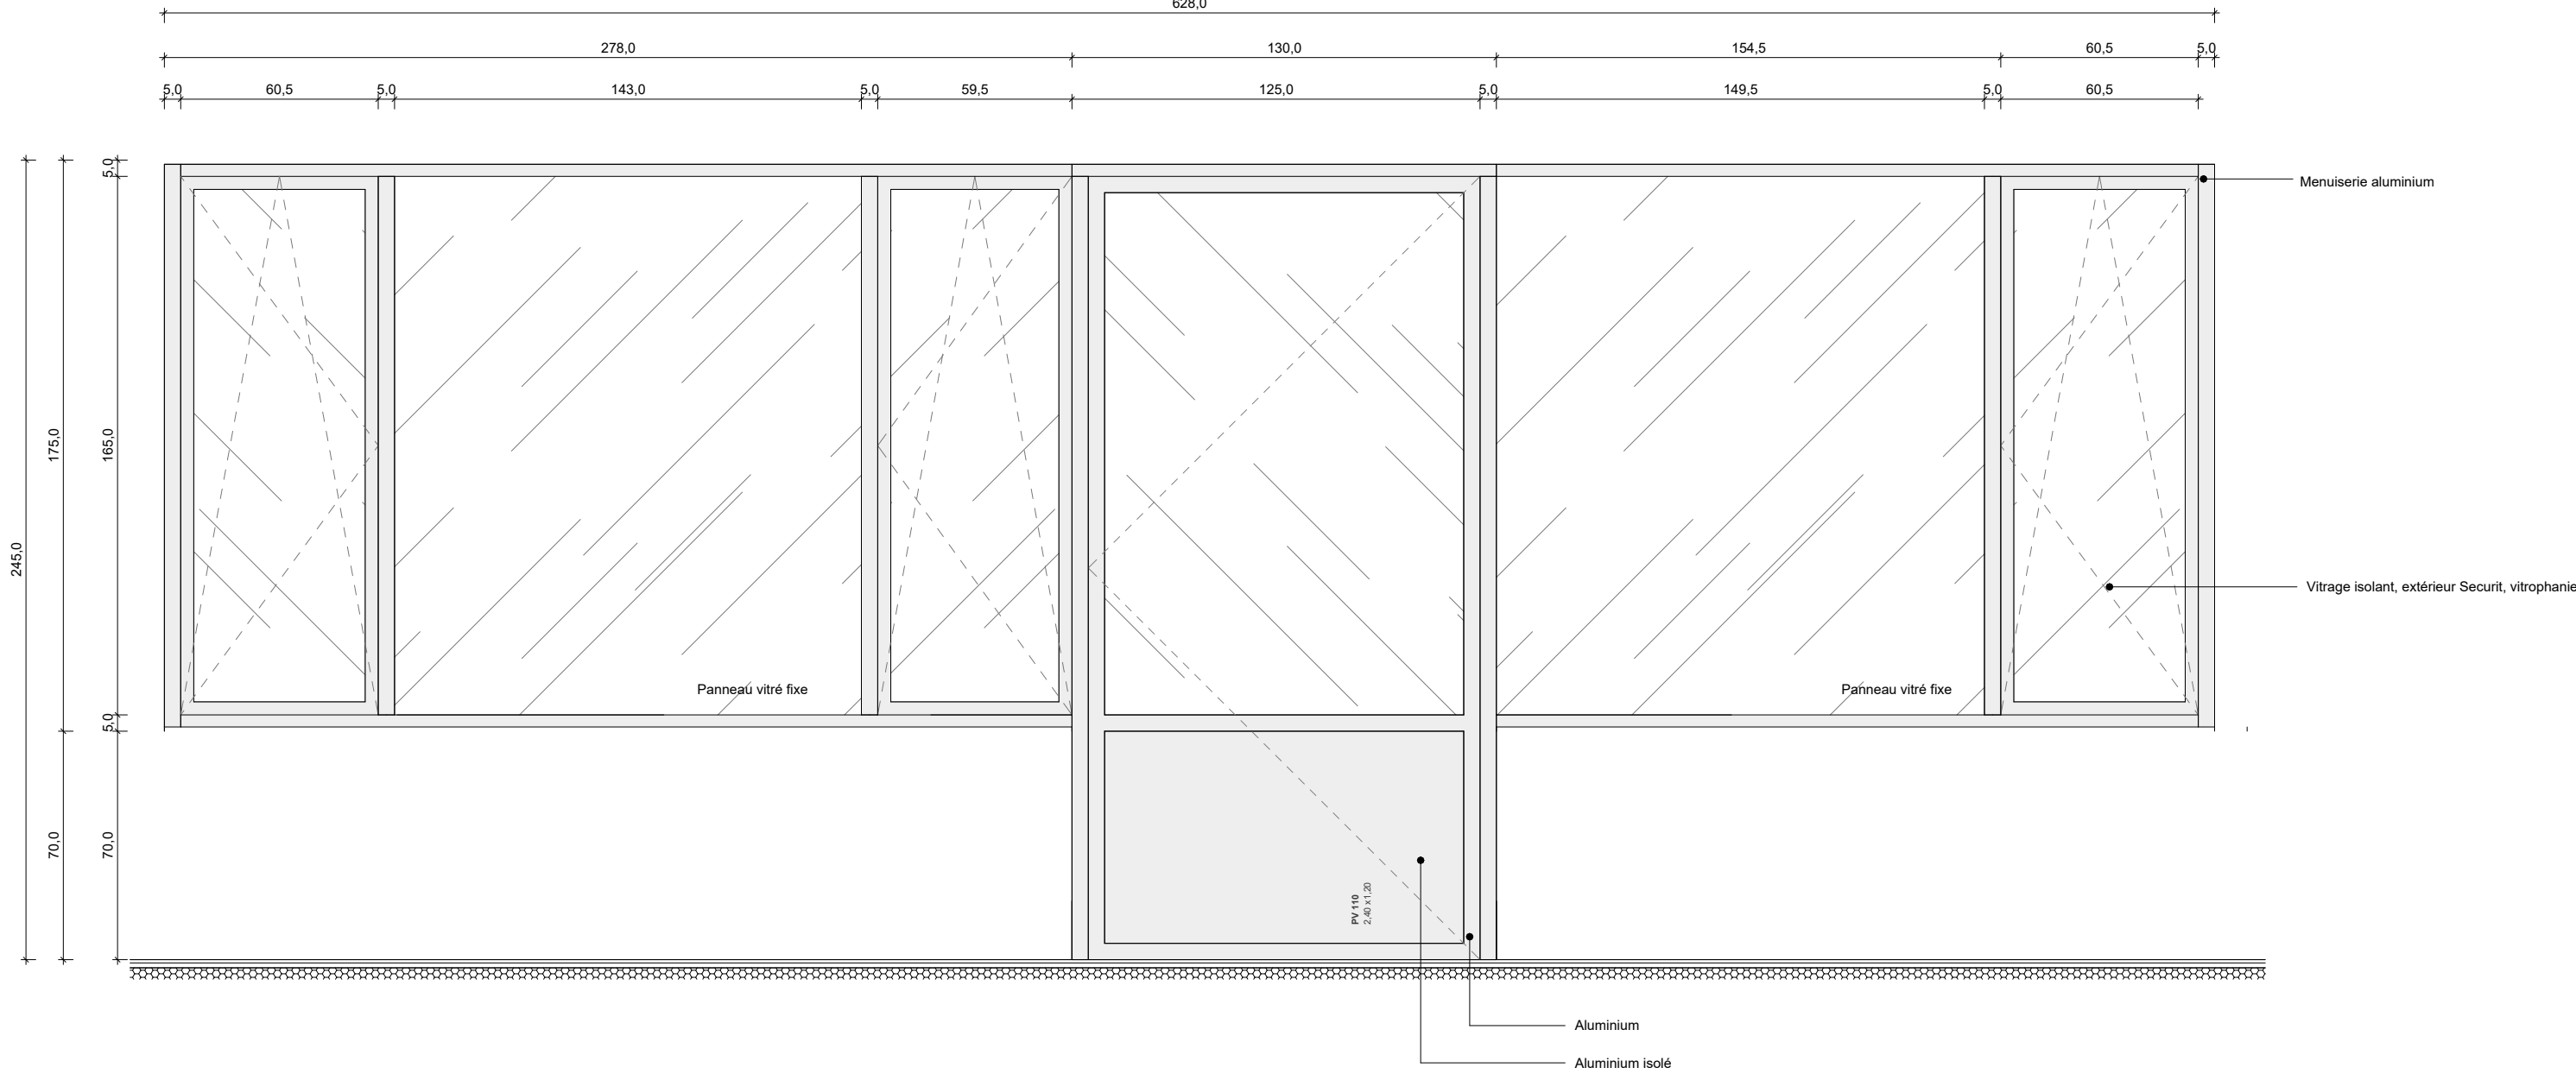 628,0
278,0 130,0 154,5 60,5 5,0
5,0 60,5 5,0 143,0 5,0 59,5 125,0 5,0 149,5 5,0 60,5
5,0
Menuiserie aluminium
175,0
165,0
245,0
Vitrage isolant, extérieur Securit, vitrophanie
Panneau vitré fixe
Panneau vitré fixe
5,0
70,0
70,0
PV 110
2,40 x1,20
Aluminium
Aluminium isolé